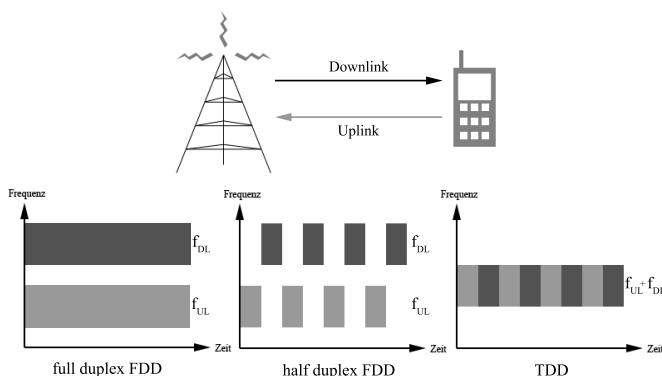 Downlink
Uplink
Frequenz
f_DL
f_UL
Zeit
full duplex FDD
Frequenz
f_DL
f_UL
Zeit
half duplex FDD
Frequenz
f_UL+f_DL
Zeit
TDD